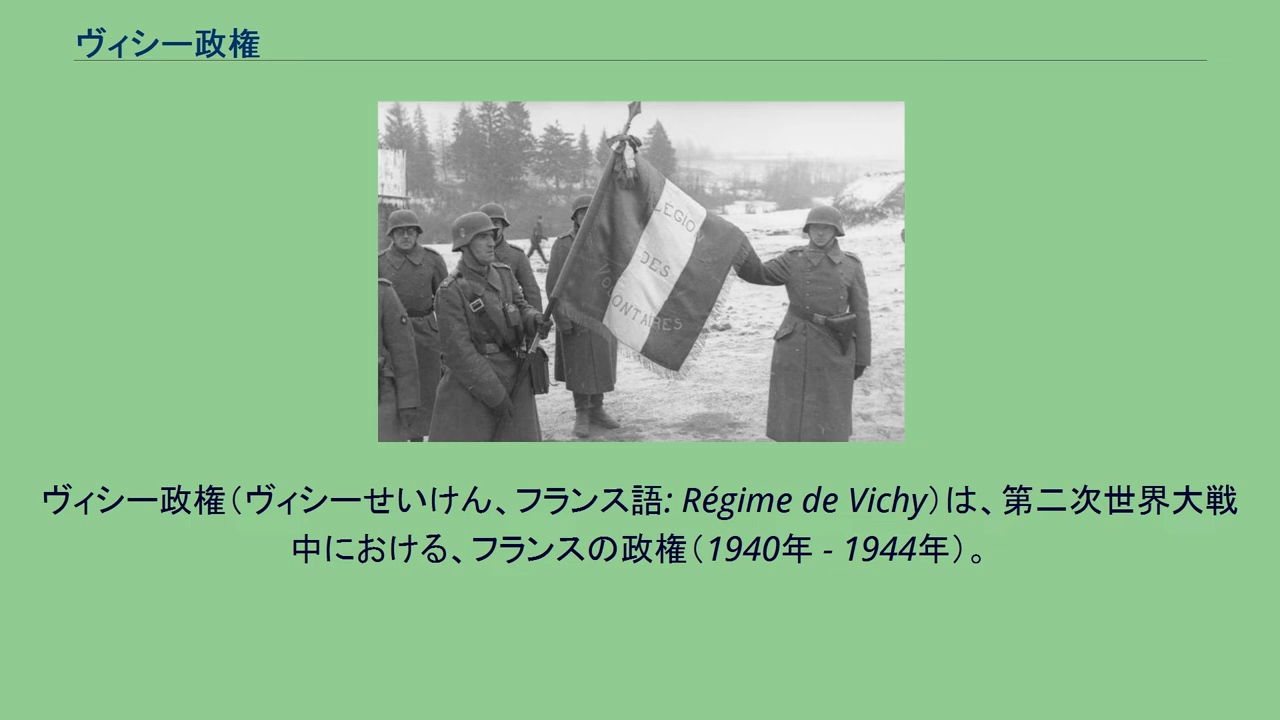 ヴィシー政権
LÉGION
DES
VOLONTAIRES
ヴィシー政権（ヴィシーせいけん、フランス語: Régime de Vichy）は、第二次世界大戦
中における、フランスの政権（1940年 - 1944年）。